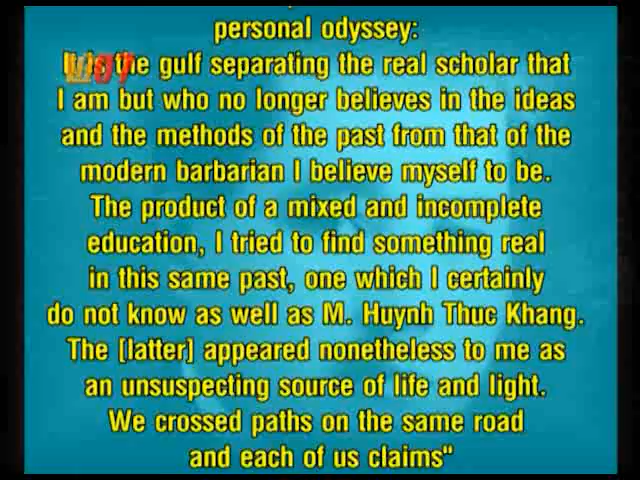 personal odyssey:
It is the gulf separating the real scholar that
I am but who no longer believes in the ideas
and the methods of the past from that of the
modern barbarian I believe myself to be.
The product of a mixed and incomplete
education, I tried to find something real
in this same past, one which I certainly
do not know as well as M. Huynh Thuc Khang.
The [latter] appeared nonetheless to me as
an unsuspecting source of life and light.
We crossed paths on the same road
and each of us claims"